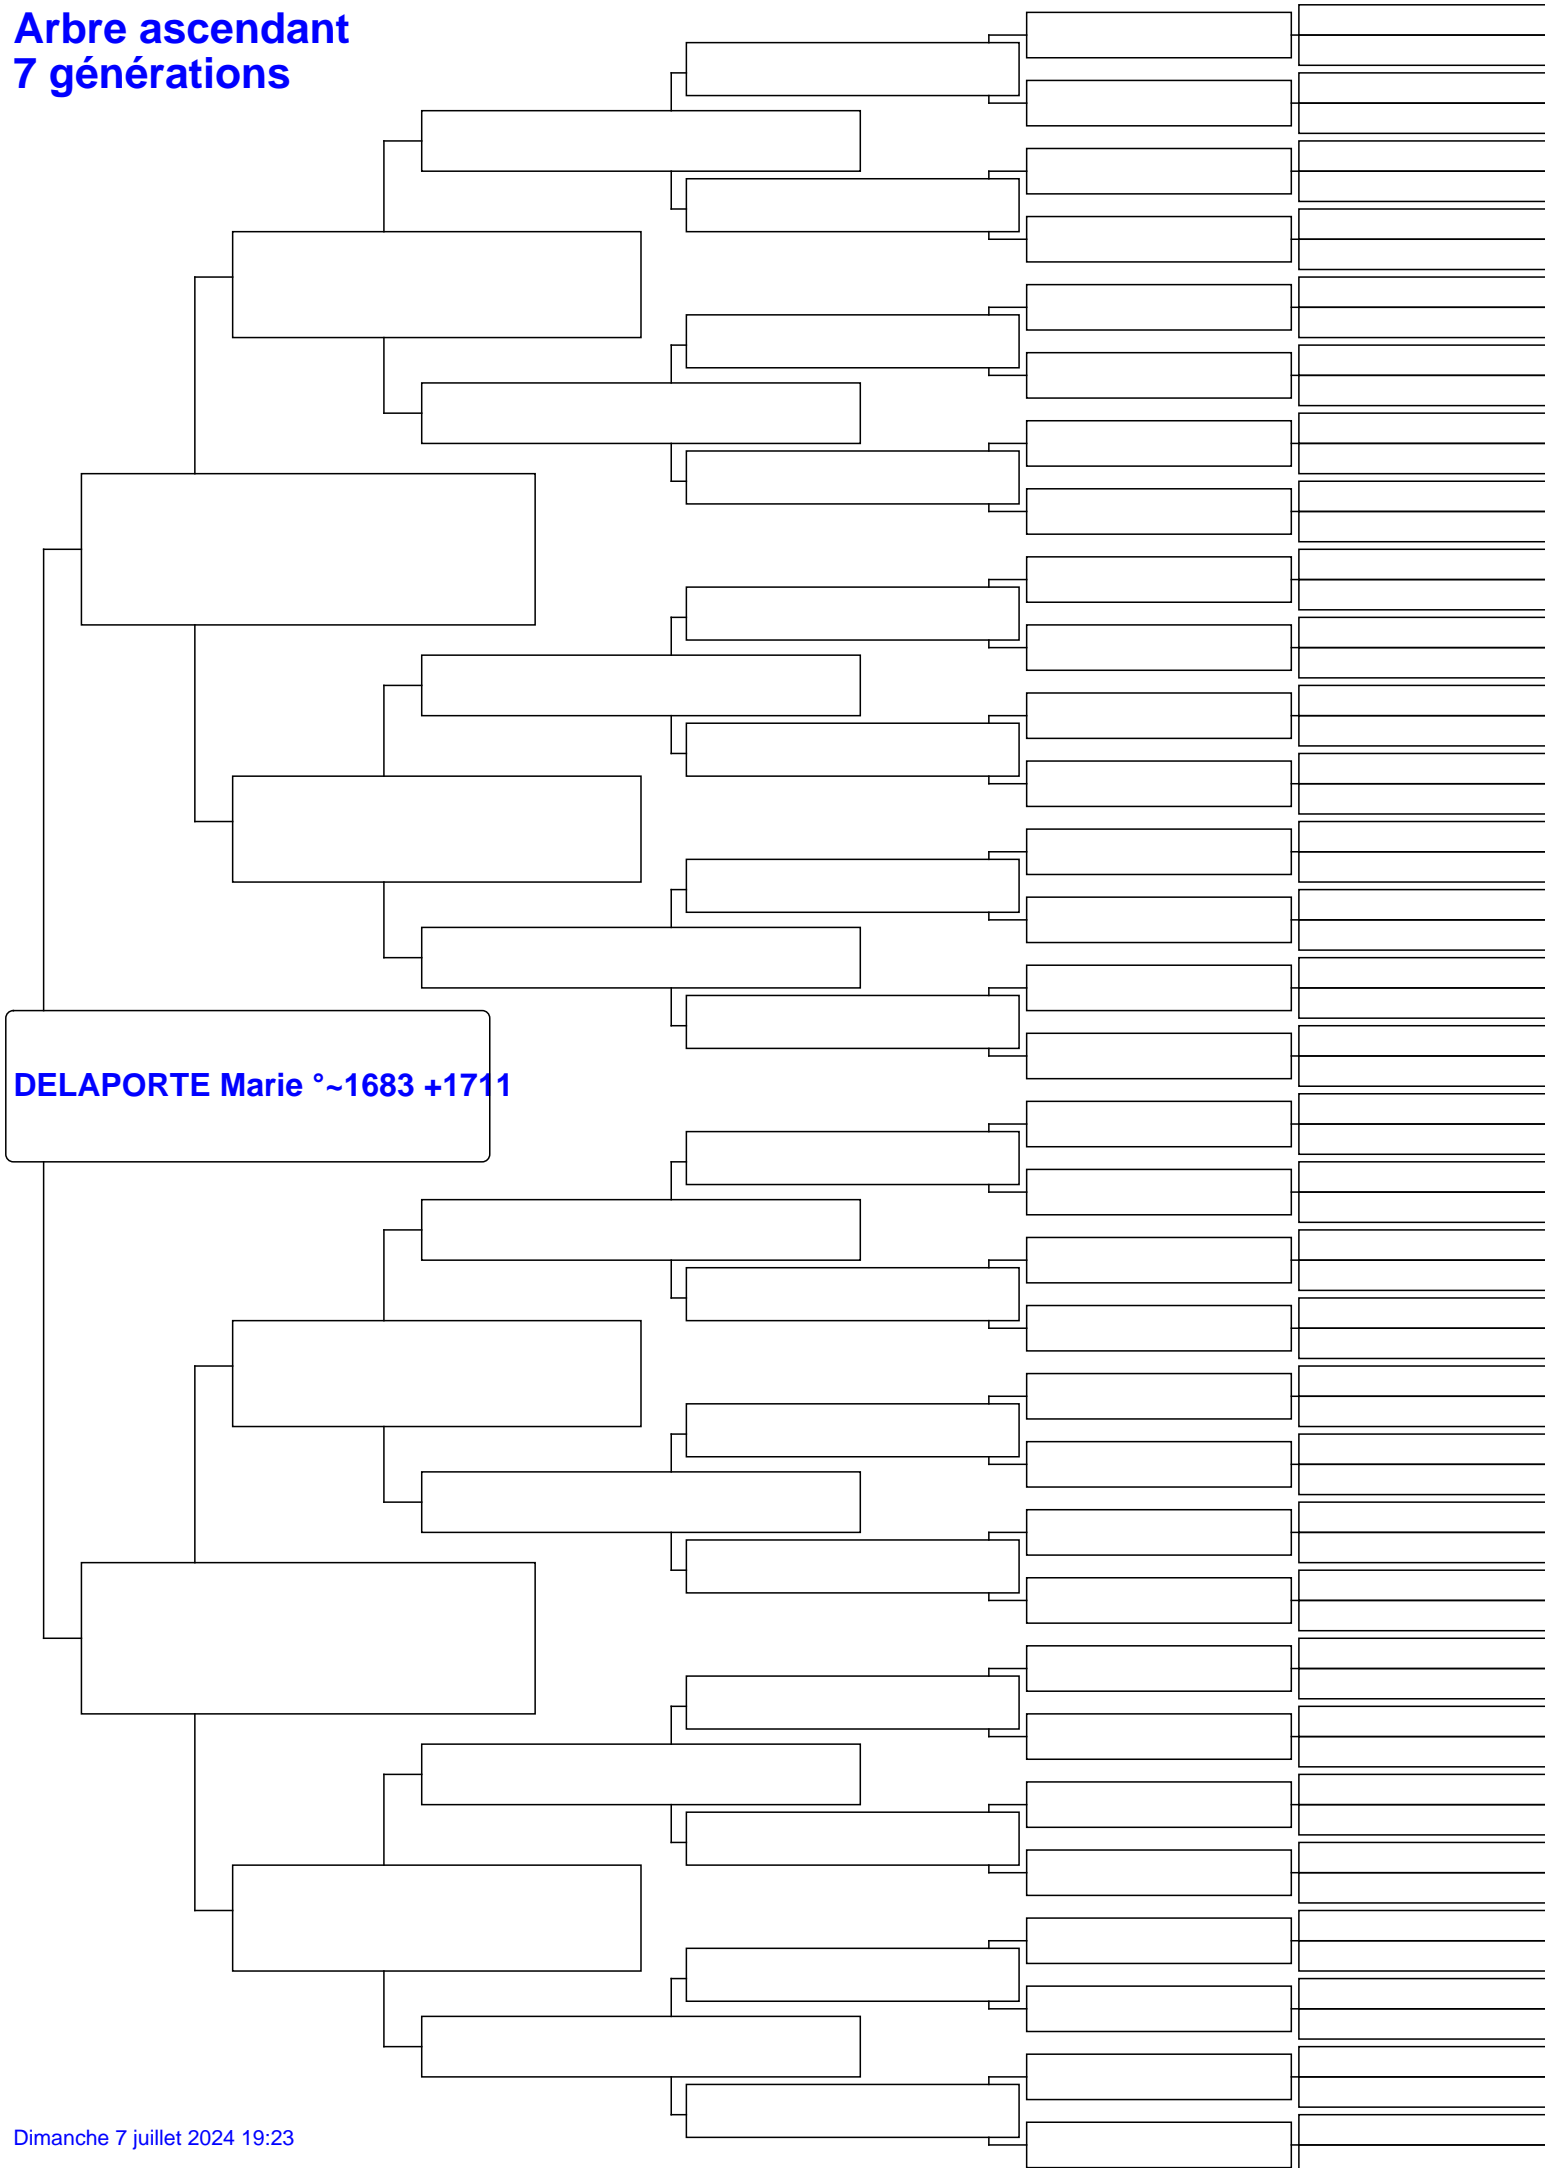 Arbre ascendant
7 générations
DELAPORTE Marie °~1683 +1711
Dimanche 7 juillet 2024 19:23